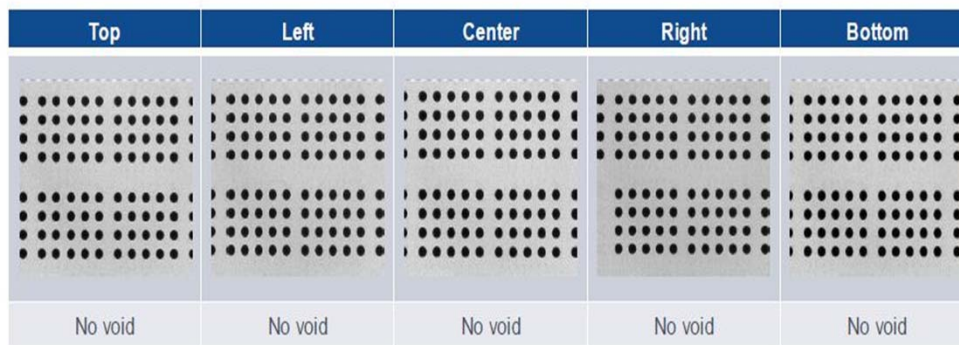 Top Left Center Right Bottom
No void No void No void No void No void